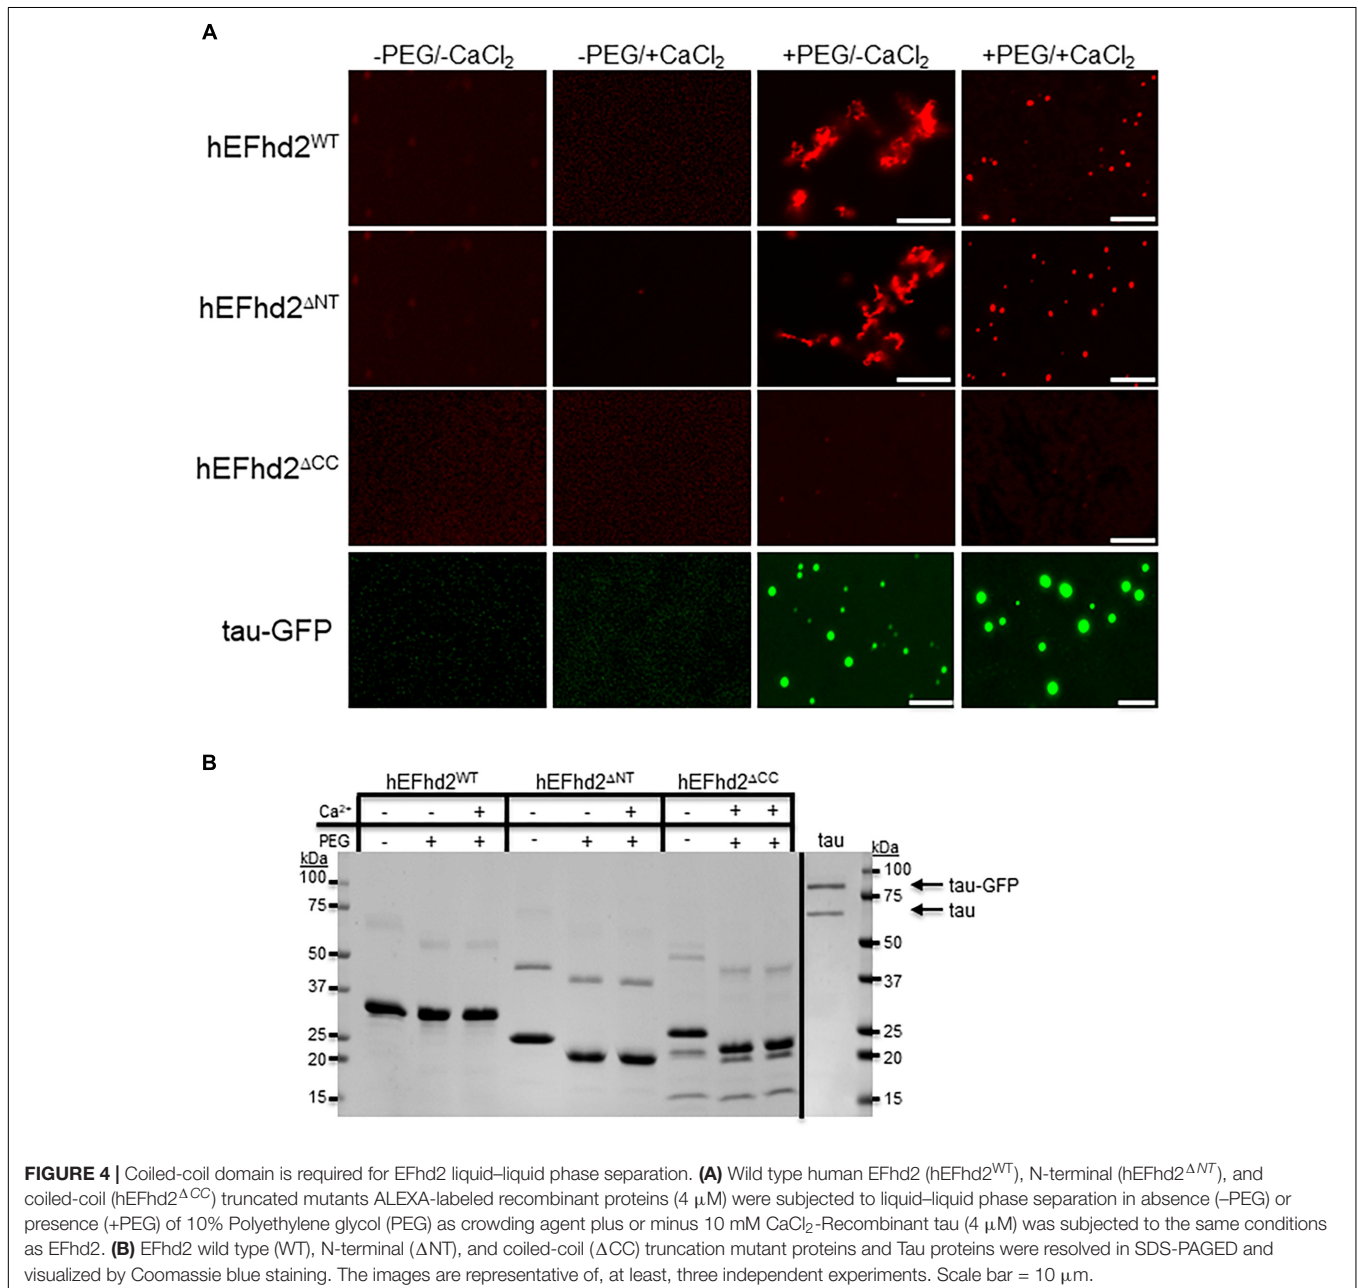 A
-PEG/-CaCl2 -PEG/+CaCl2 +PEG/-CaCl2 +PEG/+CaCl2
hEFhd2WT
hEFhd2ΔNT
hEFhd2ΔCC
tau-GFP
B
hEFhd2WT hEFhd2ΔNT hEFhd2ΔCC
Ca2+ - - + - - + - + +
PEG - + + - + + - + + tau
kDa kDa
100 100 tau-GFP
75 75 tau
50 50
37 37
25 25
20 20
15 15
FIGURE 4 | Coiled-coil domain is required for EFhd2 liquid–liquid phase separation. (A) Wild type human EFhd2 (hEFhd2WT), N-terminal (hEFhd2ΔNT), and
coiled-coil (hEFhd2ΔCC) truncated mutants ALEXA-labeled recombinant proteins (4 μM) were subjected to liquid–liquid phase separation in absence (–PEG) or
presence (+PEG) of 10% Polyethylene glycol (PEG) as crowding agent plus or minus 10 mM CaCl2-Recombinant tau (4 μM) was subjected to the same conditions
as EFhd2. (B) EFhd2 wild type (WT), N-terminal (ΔNT), and coiled-coil (ΔCC) truncation mutant proteins and Tau proteins were resolved in SDS-PAGED and
visualized by Coomassie blue staining. The images are representative of, at least, three independent experiments. Scale bar = 10 μm.